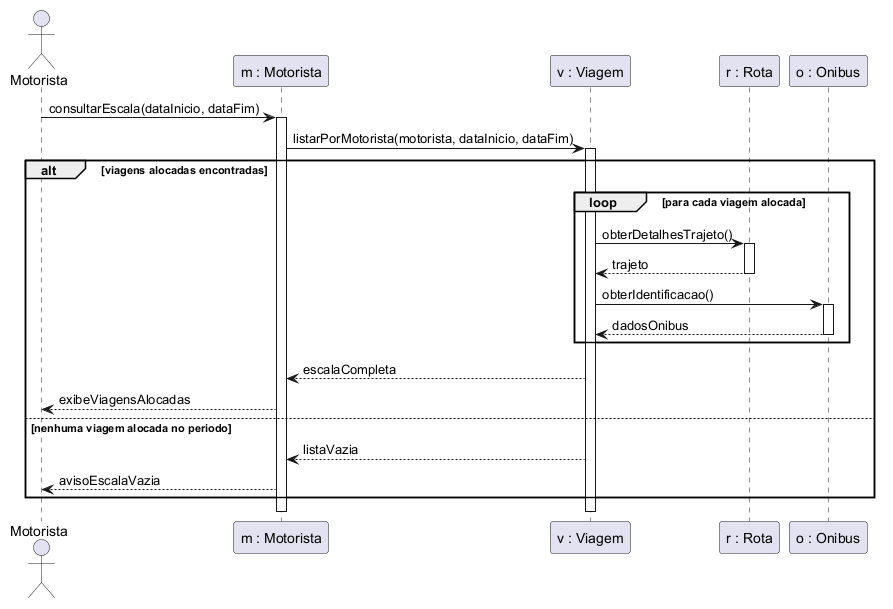 Motorista
m : Motorista
v : Viagem
r : Rota
o : Onibus
consultarEscala(dataInicio, dataFim)
listarPorMotorista(motorista, dataInicio, dataFim)
alt
[viagens alocadas encontradas]
loop
[para cada viagem alocada]
obterDetalhesTrajeto()
trajeto
obterIdentificacao()
dadosOnibus
escalaCompleta
exibeViagensAlocadas
[nenhuma viagem alocada no periodo]
listaVazia
avisoEscalaVazia
Motorista
m : Motorista
v : Viagem
r : Rota
o : Onibus